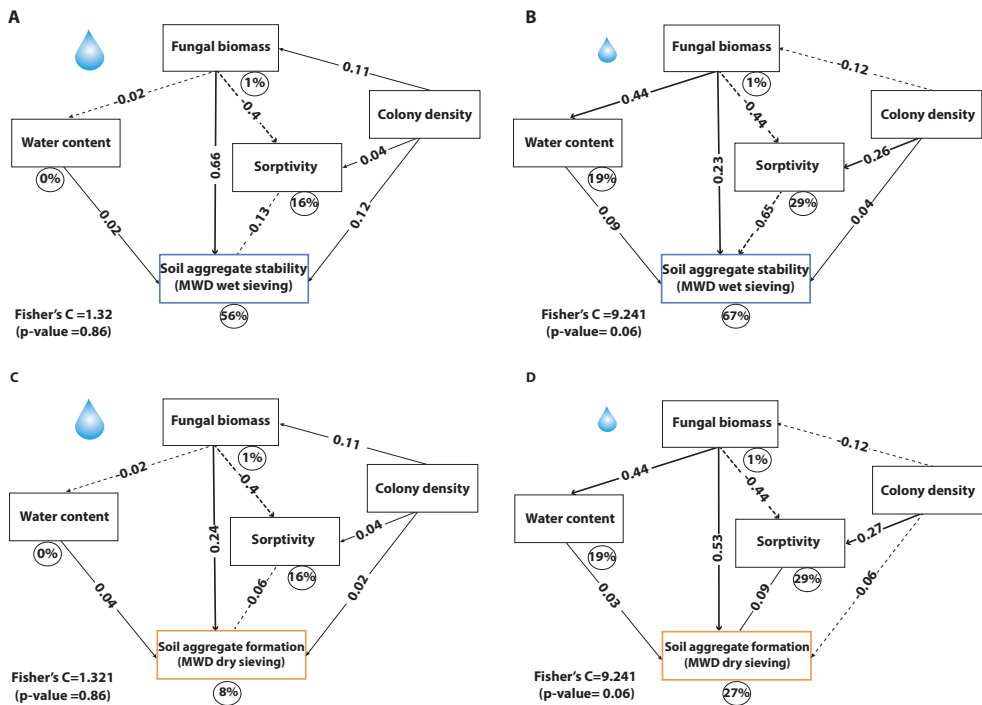 A
Fungal biomass
1%
-0.02
-0.4
0.11
Colony density
Water content
0%
0.66
Sorptivity
16%
0.04
0.02
-0.13
0.12
Soil aggregate stability
(MWD wet sieving)
56%
Fisher's C =1.32
(p-value =0.86)
B
Fungal biomass
1%
0.44
-0.44
-0.12
Colony density
Water content
19%
0.23
Sorptivity
29%
0.26
0.09
-0.65
0.04
Soil aggregate stability
(MWD wet sieving)
67%
Fisher's C =9.241
(p-value= 0.06)
C
Fungal biomass
1%
-0.02
-0.4
0.11
Colony density
Water content
0%
0.24
Sorptivity
16%
0.04
0.04
-0.06
0.02
Soil aggregate formation
(MWD dry sieving)
8%
Fisher's C=1.321
(p-value =0.86)
D
Fungal biomass
1%
0.44
-0.44
-0.12
Colony density
Water content
19%
0.53
Sorptivity
29%
0.27
0.03
0.09
0.06
Soil aggregate formation
(MWD dry sieving)
27%
Fisher's C=9.241
(p-value= 0.06)